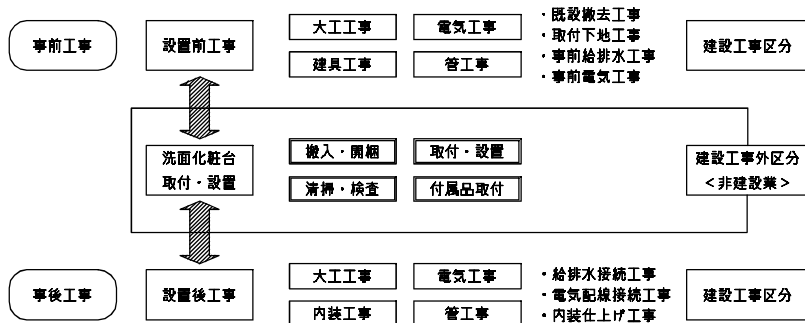 事前工事
設置前工事
大工工事
電気工事
建具工事
管工事
・既設撤去工事
・取付下地工事
・事前給排水工事
・事前電気工事
建設工事区分
洗面化粧台
取付・設置
搬入・開梱
取付・設置
清掃・検査
付属品取付
建設工事外区分
＜非建設業＞
事後工事
設置後工事
大工工事
電気工事
内装工事
管工事
・給排水接続工事
・電気配線接続工事
・内装仕上げ工事
建設工事区分